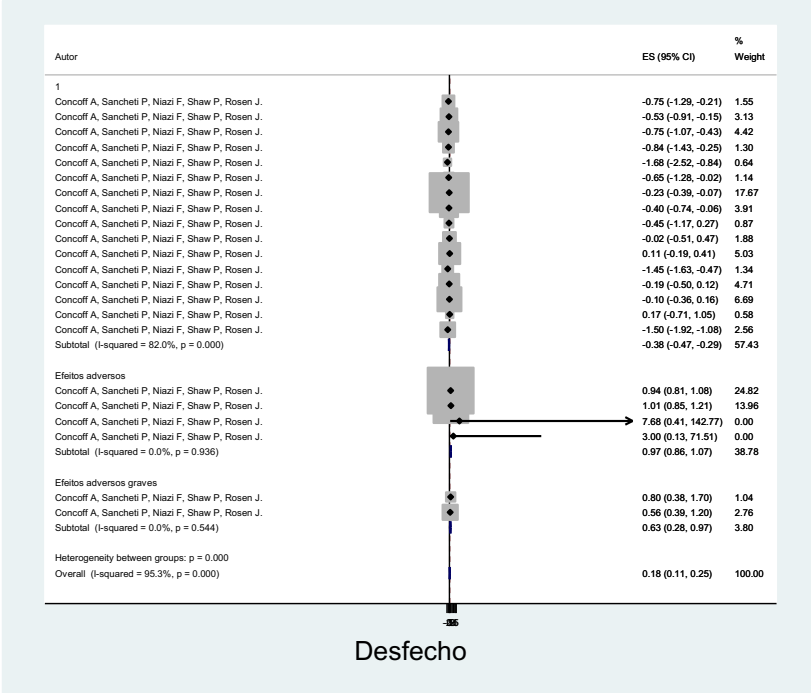 %
Autor ES (95% CI) Weight
1
Concoff A, Sancheti P, Niazi F, Shaw P, Rosen J. -0.75 (-1.29, -0.21) 1.55
Concoff A, Sancheti P, Niazi F, Shaw P, Rosen J. -0.53 (-0.91, -0.15) 3.13
Concoff A, Sancheti P, Niazi F, Shaw P, Rosen J. -0.75 (-1.07, -0.43) 4.42
Concoff A, Sancheti P, Niazi F, Shaw P, Rosen J. -0.84 (-1.43, -0.25) 1.30
Concoff A, Sancheti P, Niazi F, Shaw P, Rosen J. -1.68 (-2.52, -0.84) 0.64
Concoff A, Sancheti P, Niazi F, Shaw P, Rosen J. -0.65 (-1.28, -0.02) 1.14
Concoff A, Sancheti P, Niazi F, Shaw P, Rosen J. -0.23 (-0.39, -0.07) 17.67
Concoff A, Sancheti P, Niazi F, Shaw P, Rosen J. -0.40 (-0.74, -0.06) 3.91
Concoff A, Sancheti P, Niazi F, Shaw P, Rosen J. -0.45 (-1.17, 0.27) 0.87
Concoff A, Sancheti P, Niazi F, Shaw P, Rosen J. -0.02 (-0.51, 0.47) 1.88
Concoff A, Sancheti P, Niazi F, Shaw P, Rosen J. 0.11 (-0.19, 0.41) 5.03
Concoff A, Sancheti P, Niazi F, Shaw P, Rosen J. -1.45 (-1.63, -0.47) 1.34
Concoff A, Sancheti P, Niazi F, Shaw P, Rosen J. -0.19 (-0.50, 0.12) 4.71
Concoff A, Sancheti P, Niazi F, Shaw P, Rosen J. -0.10 (-0.36, 0.16) 6.69
Concoff A, Sancheti P, Niazi F, Shaw P, Rosen J. 0.17 (-0.71, 1.05) 0.58
Concoff A, Sancheti P, Niazi F, Shaw P, Rosen J. -1.50 (-1.92, -1.08) 2.56
Subtotal (I-squared = 82.0%, p = 0.000) -0.38 (-0.47, -0.29) 57.43
Efeitos adversos
Concoff A, Sancheti P, Niazi F, Shaw P, Rosen J. 0.94 (0.81, 1.08) 24.82
Concoff A, Sancheti P, Niazi F, Shaw P, Rosen J. 1.01 (0.85, 1.21) 13.96
Concoff A, Sancheti P, Niazi F, Shaw P, Rosen J. 7.68 (0.41, 142.77) 0.00
Concoff A, Sancheti P, Niazi F, Shaw P, Rosen J. 3.00 (0.13, 71.51) 0.00
Subtotal (I-squared = 0.0%, p = 0.936) 0.97 (0.86, 1.07) 38.78
Efeitos adversos graves
Concoff A, Sancheti P, Niazi F, Shaw P, Rosen J. 0.80 (0.38, 1.70) 1.04
Concoff A, Sancheti P, Niazi F, Shaw P, Rosen J. 0.56 (0.39, 1.20) 2.76
Subtotal (I-squared = 0.0%, p = 0.544) 0.63 (0.28, 0.97) 3.80
Heterogeneity between groups: p = 0.000
Overall (I-squared = 95.3%, p = 0.000) 0.18 (0.11, 0.25) 100.00
Desfecho